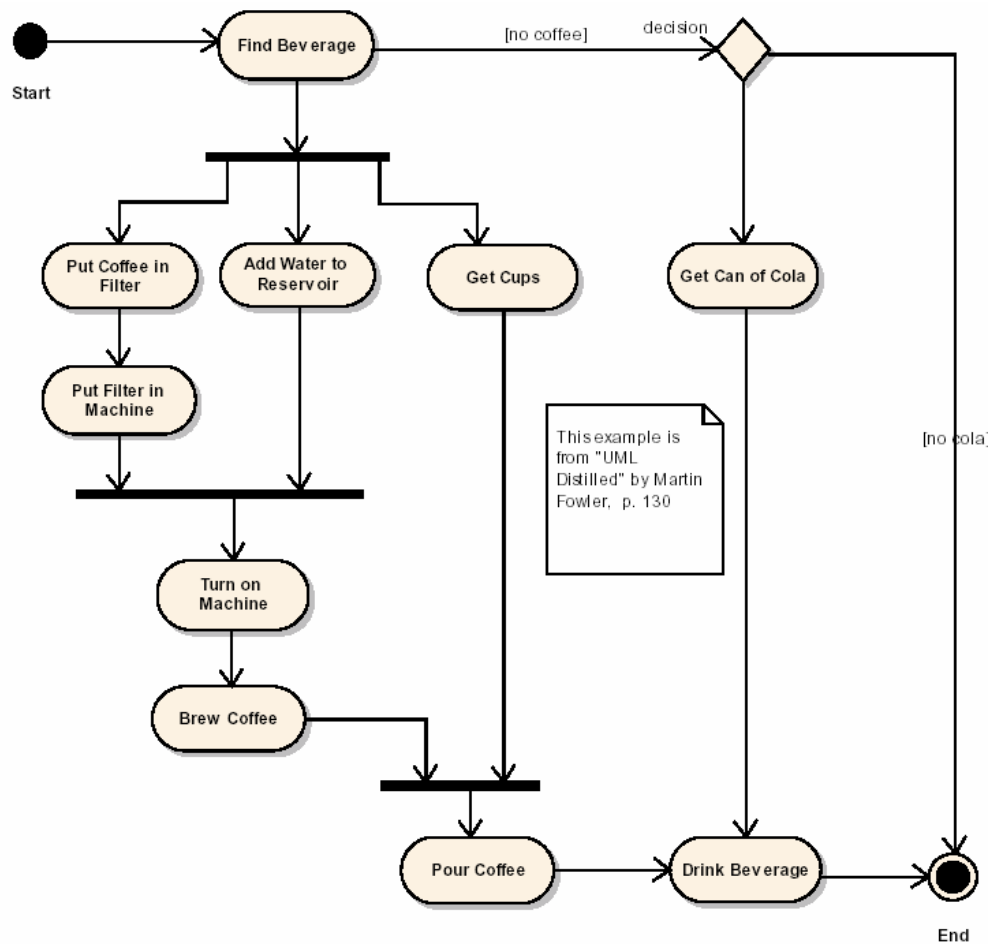 Find Beverage
[no coffee]
decision
Start
Put Coffee in
Filter
Add Water to
Reservoir
Get Cups
Get Can of Cola
Put Filter in
Machine
This example is
from "UML
Distilled" by Martin
Fowler, p. 130
[no cola]
Turn on
Machine
Brew Coffee
Pour Coffee
Drink Beverage
End